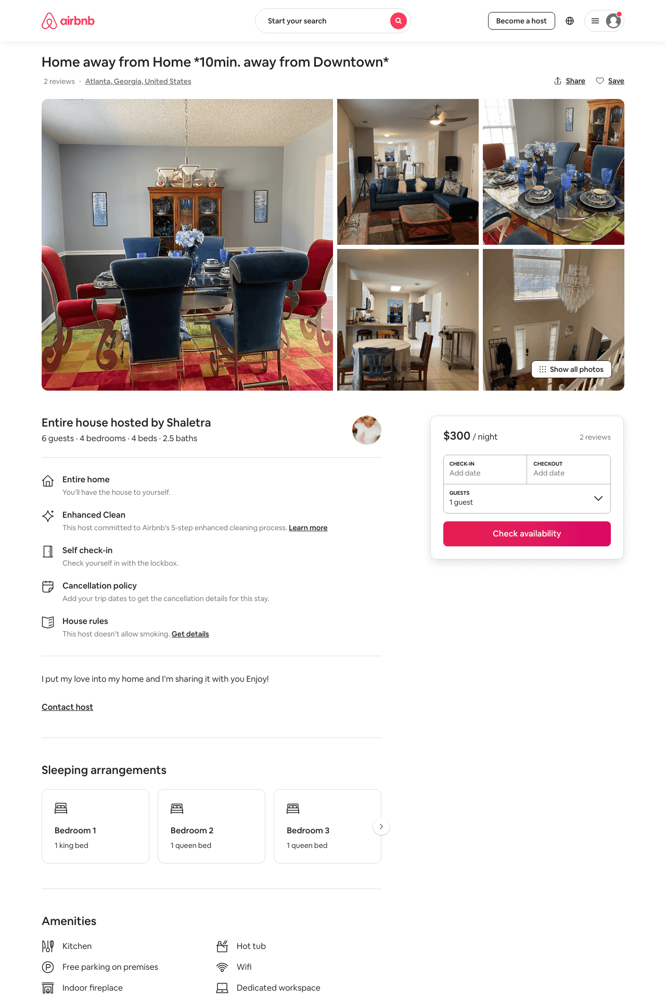 airbnb
Start your search
Become a host
Home away from Home *10min. away from Downtown*
2 reviews · Atlanta, Georgia, United States
Share
Save
Show all photos
Entire house hosted by Shaletra
6 guests · 4 bedrooms · 4 beds · 2.5 baths
Entire home
You'll have the house to yourself.
Enhanced Clean
This host committed to Airbnb's 5-step enhanced cleaning process. Learn more
Self check-in
Check yourself in with the lockbox.
Cancellation policy
Add your trip dates to get the cancellation details for this stay.
House rules
This host doesn't allow smoking. Get details
I put my love into my home and I'm sharing it with you Enjoy!
Contact host
$300 / night
2 reviews
CHECK-IN
Add date
CHECKOUT
Add date
GUESTS
1 guest
Check availability
Sleeping arrangements
Bedroom 1
1 king bed
Bedroom 2
1 queen bed
Bedroom 3
1 queen bed
Amenities
Kitchen
Hot tub
Free parking on premises
Wifi
Indoor fireplace
Dedicated workspace